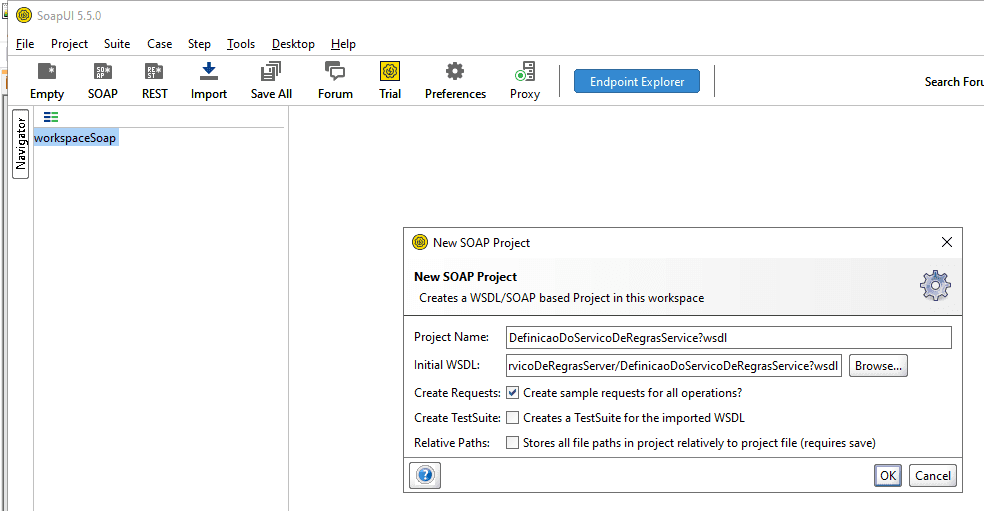 SoapUI 5.5.0
File Project Suite Case Step Tools Desktop Help
Empty SOAP REST Import Save All Forum Trial Preferences Proxy Endpoint Explorer Search Foru
Navigator
workspaceSoap
New SOAP Project
New SOAP Project
Creates a WSDL/SOAP based Project in this workspace
Project Name: DefinicaoDoServicoDeRegrasService?wsdl
Initial WSDL: rvicoDeRegrasServer/DefinicaoDoServicoDeRegrasService?wsdl Browse...
Create Requests: Create sample requests for all operations?
Create TestSuite: Creates a TestSuite for the imported WSDL
Relative Paths: Stores all file paths in project relatively to project file (requires save)
? OK Cancel